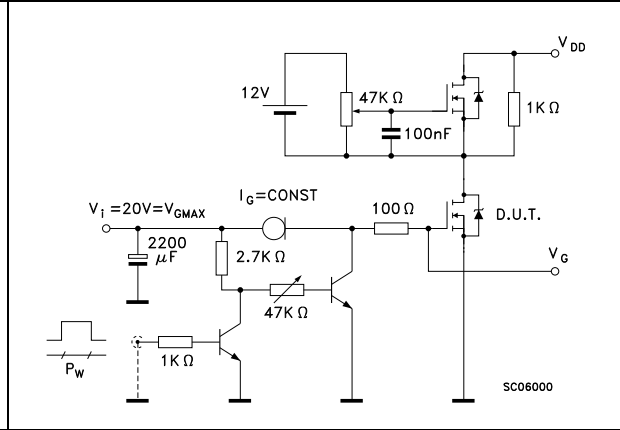 V DD
12V
47K Ω
1K Ω
100nF
V i =20V=V GMAX
I G =CONST
100 Ω
D.U.T.
2200
μF
2.7K Ω
V G
47K Ω
1K Ω
P W
SC06000